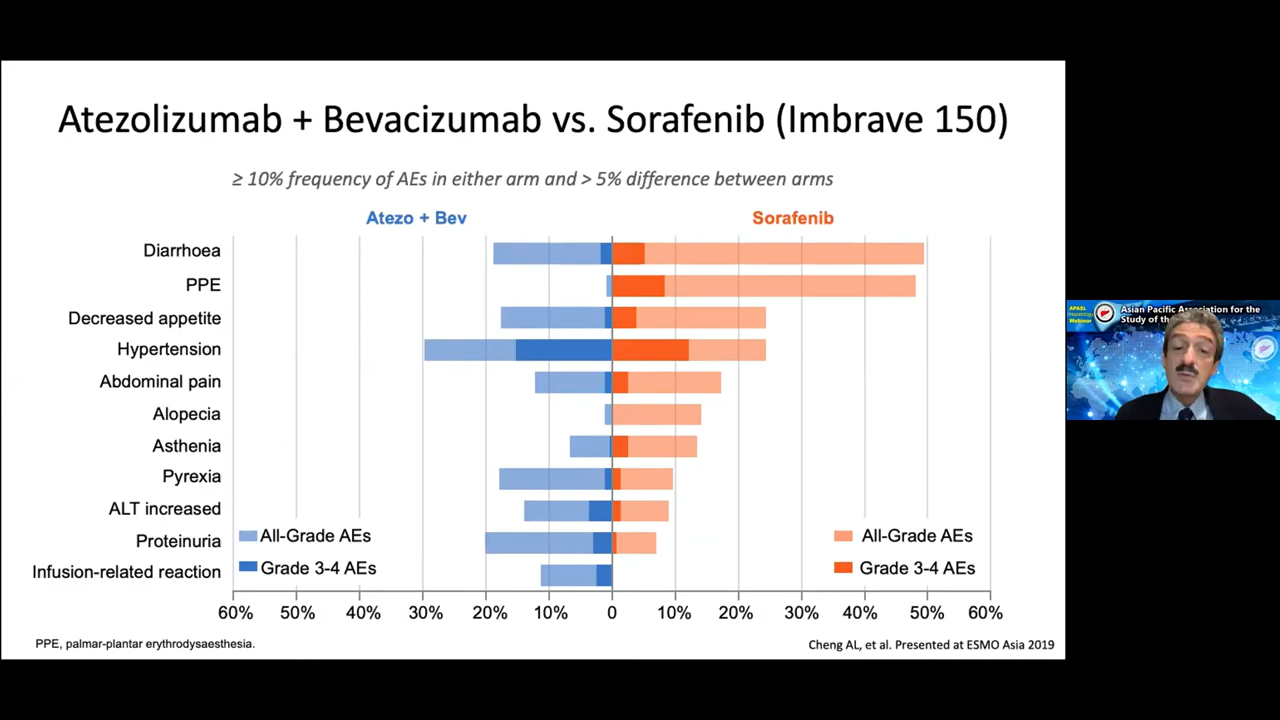 Atezolizumab + Bevacizumab vs. Sorafenib (Imbrave 150)
≥ 10% frequency of AEs in either arm and > 5% difference between arms
Atezo + Bev
Sorafenib
Diarrhoea
PPE
Decreased appetite
Hypertension
Abdominal pain
Alopecia
Asthenia
Pyrexia
ALT increased
Proteinuria
Infusion-related reaction
All-Grade AEs
Grade 3-4 AEs
All-Grade AEs
Grade 3-4 AEs
60% 50% 40% 30% 20% 10% 0 10% 20% 30% 40% 50% 60%
PPE, palmar-plantar erythrodysaesthesia.
Cheng AL, et al. Presented at ESMO Asia 2019
APASL
Webinar
Asian Pacific Association for the
Study of the